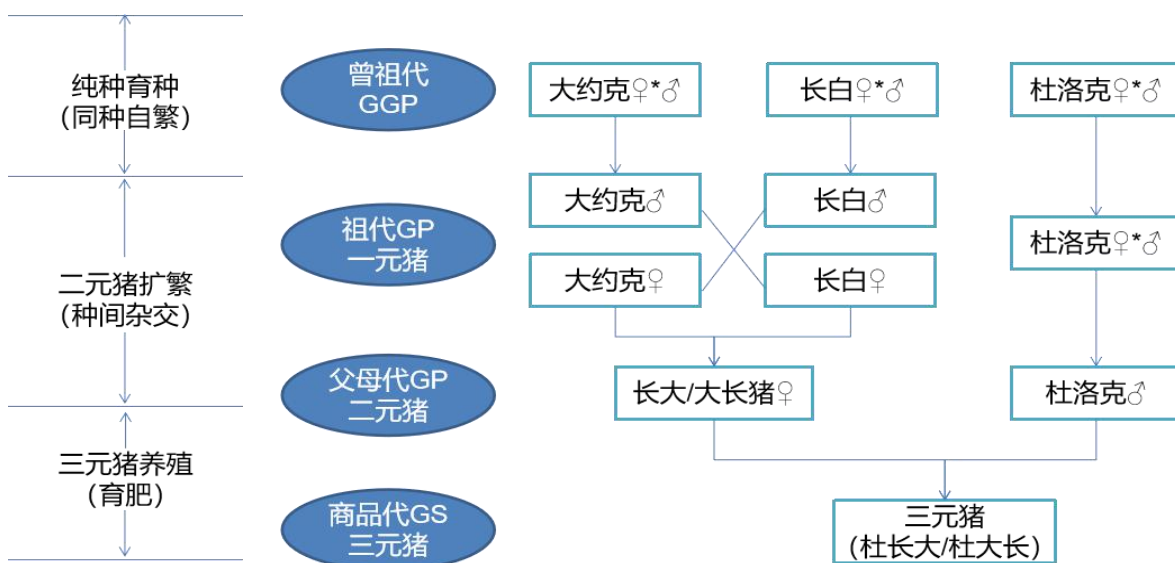 纯种育种
(同种自繁)
曾祖代
GGP
大约克♀*♂
长白♀*♂
杜洛克♀*♂
大约克♂
长白♂
二元猪扩繁
(种间杂交)
祖代GP
一元猪
杜洛克♀*♂
大约克♀
长白♀
父母代GP
二元猪
长大/大长猪♀
杜洛克♂
三元猪养殖
(育肥)
商品代GS
三元猪
三元猪
(杜长大/杜大长)